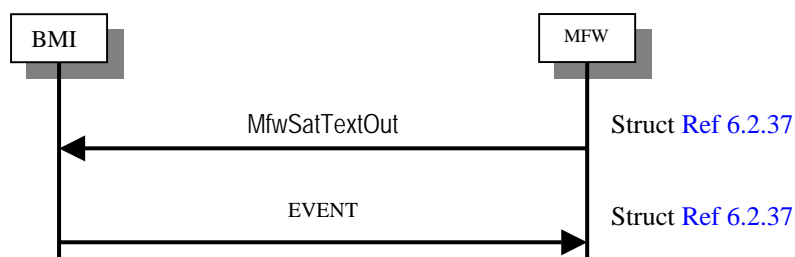 BMI
MFW
MfwSatTextOut
Struct Ref 6.2.37
EVENT
Struct Ref 6.2.37